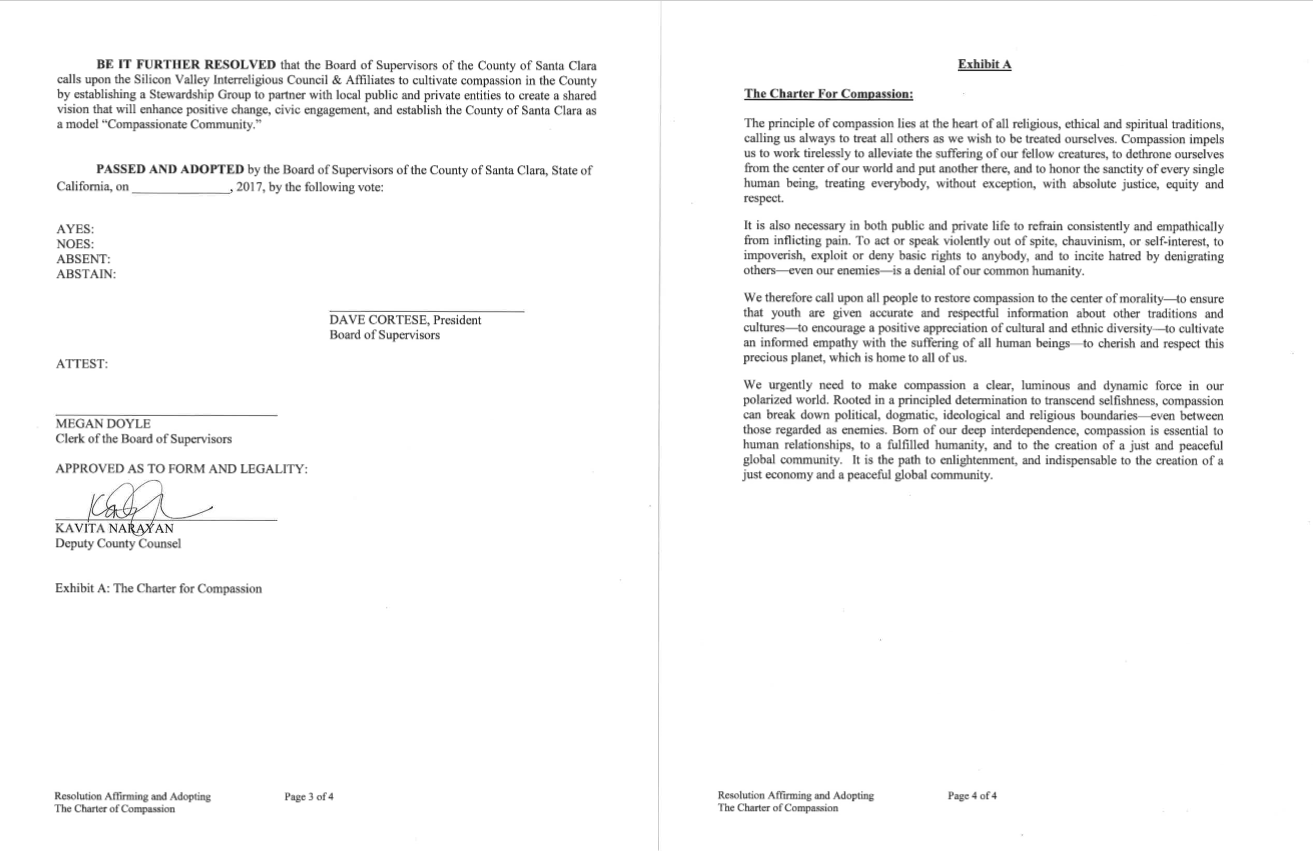 BE IT FURTHER RESOLVED that the Board of Supervisors of the County of Santa Clara
calls upon the Silicon Valley Interreligious Council & Affiliates to cultivate compassion in the County
by establishing a Stewardship Group to partner with local public and private entities to create a shared
vision that will enhance positive change, civic engagement, and establish the County of Santa Clara as
a model “Compassionate Community.”
PASSED AND ADOPTED by the Board of Supervisors of the County of Santa Clara, State of
California, on _______________, 2017, by the following vote:
AYES:
NOES:
ABSENT:
ABSTAIN:
DAVE CORTESE, President
Board of Supervisors
ATTEST:
MEGAN DOYLE
Clerk of the Board of Supervisors
APPROVED AS TO FORM AND LEGALITY:
KAVITA NARAYAN
Deputy County Counsel
Exhibit A: The Charter for Compassion
Resolution Affirming and Adopting Page 3 of 4
The Charter of Compassion
Exhibit A
The Charter For Compassion:
The principle of compassion lies at the heart of all religious, ethical and spiritual traditions,
calling us always to treat all others as we wish to be treated ourselves. Compassion impels
us to work tirelessly to alleviate the suffering of our fellow creatures, to dethrone ourselves
from the center of our world and put another there, and to honor the sanctity of every single
human being, treating everybody, without exception, with absolute justice, equity and
respect.
It is also necessary in both public and private life to refrain consistently and empathically
from inflicting pain. To act or speak violently out of spite, chauvinism, or self-interest, to
impoverish, exploit or deny basic rights to anybody, and to incite hatred by denigrating
others—even our enemies—is a denial of our common humanity.
We therefore call upon all people to restore compassion to the center of morality—to ensure
that youth are given accurate and respectful information about other traditions and
cultures—to encourage a positive appreciation of cultural and ethnic diversity—to cultivate
an informed empathy with the suffering of all human beings—to cherish and respect this
precious planet, which is home to all of us.
We urgently need to make compassion a clear, luminous and dynamic force in our
polarized world. Rooted in a principled determination to transcend selfishness, compassion
can break down political, dogmatic, ideological and religious boundaries—even between
those regarded as enemies. Born of our deep interdependence, compassion is essential to
human relationships, to a fulfilled humanity, and to the creation of a just and peaceful
global community. It is the path to enlightenment, and indispensable to the creation of a
just economy and a peaceful global community.
Resolution Affirming and Adopting Page 4 of 4
The Charter of Compassion